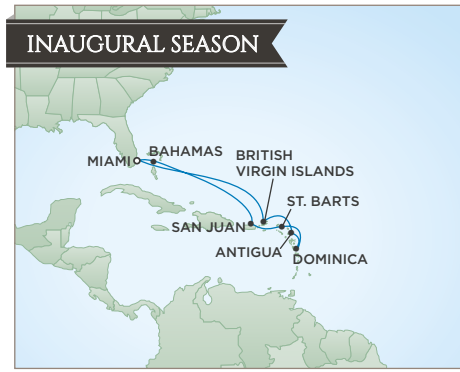 INAUGURAL SEASON
BAHAMAS
MIAMI
BRITISH
VIRGIN ISLANDS
ST. BARTS
SAN JUAN
ANTIGUA
DOMINICA